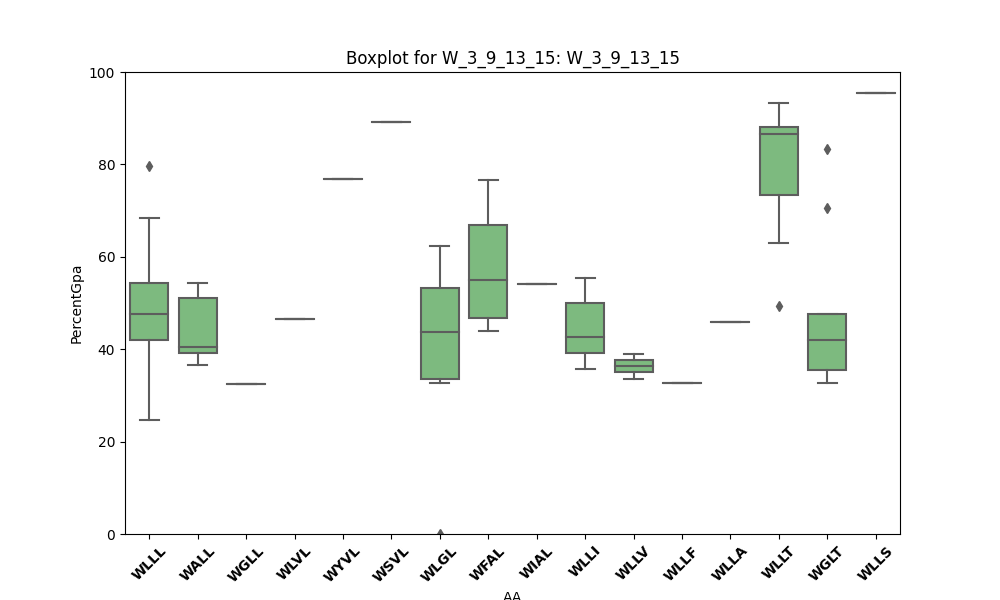 Boxplot for W_3_9_13_15: W_3_9_13_15
100
80
60
40
20
0
PercentGpa
WLLL WALL WGLL WLVL WYVL WSVL WLGL WFAL WIAL WLLI WLLV WLLF WLLA WLLT WGLT WLLS
AA